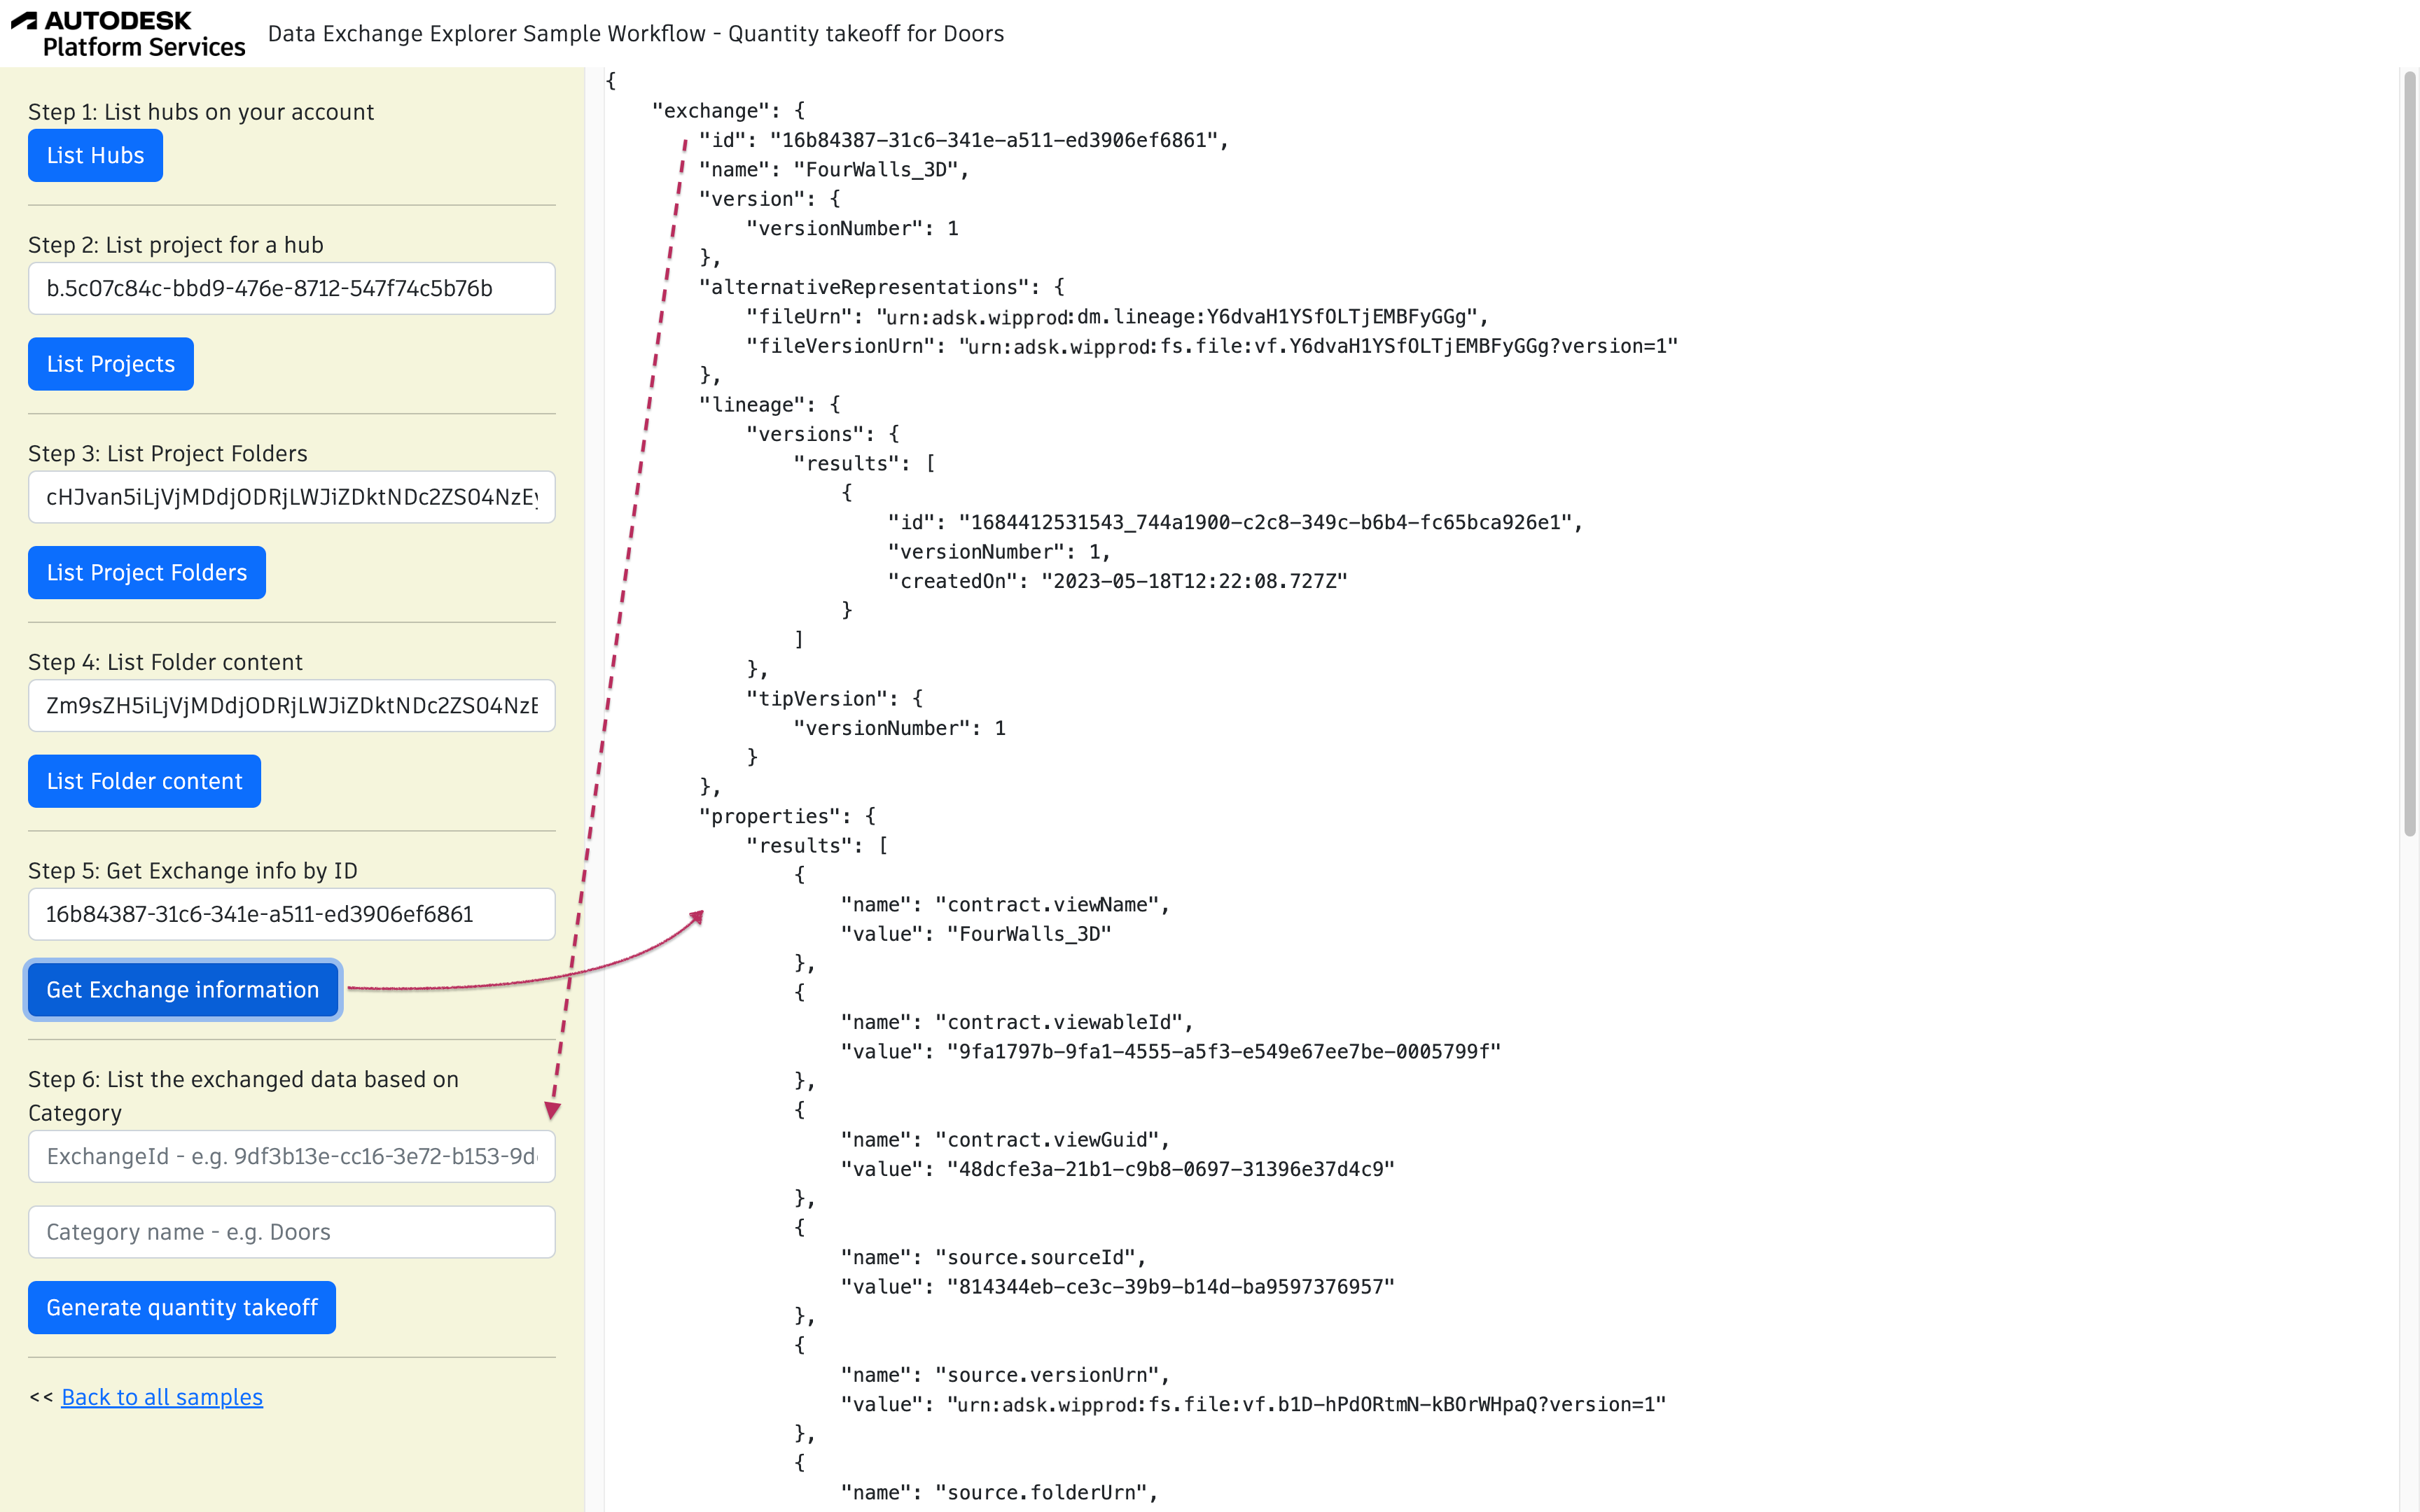 AUTODESK
Platform Services
Data Exchange Explorer Sample Workflow - Quantity takeoff for Doors
Step 1: List hubs on your account
List Hubs
Step 2: List project for a hub
b.5c07c84c-bbd9-476e-8712-547f74c5b76b
List Projects
Step 3: List Project Folders
cHJvan5iLjVjMDdjODRjLWJiZDktNDc2ZS04NzEy
List Project Folders
Step 4: List Folder content
Zm9sZH5iLjVjMDdjODRjLWJiZDktNDc2ZS04NzE
List Folder content
Step 5: Get Exchange info by ID
16b84387-31c6-341e-a511-ed3906ef6861
Get Exchange information
Step 6: List the exchanged data based on
Category
ExchangeId - e.g. 9df3b13e-cc16-3e72-b153-9d
Category name - e.g. Doors
Generate quantity takeoff
<< Back to all samples
{
"exchange": {
"id": "16b84387-31c6-341e-a511-ed3906ef6861",
"name": "FourWalls_3D",
"version": {
"versionNumber": 1
},
"alternativeRepresentations": {
"fileUrn": "urn:adsk.wipprod:dm.lineage:Y6dvaH1YSfOLTjEMBFyGGg",
"fileVersionUrn": "urn:adsk.wipprod:fs.file:vf.Y6dvaH1YSfOLTjEMBFyGGg?version=1"
},
"lineage": {
"versions": {
"results": [
{
"id": "1684412531543_744a1900-c2c8-349c-b6b4-fc65bca926e1",
"versionNumber": 1,
"createdOn": "2023-05-18T12:22:08.727Z"
}
]
},
"tipVersion": {
"versionNumber": 1
}
},
"properties": {
"results": [
{
"name": "contract.viewName",
"value": "FourWalls_3D"
},
{
"name": "contract.viewableId",
"value": "9fa1797b-9fa1-4555-a5f3-e549e67ee7be-0005799f"
},
{
"name": "contract.viewGuid",
"value": "48dcfe3a-21b1-c9b8-0697-31396e37d4c9"
},
{
"name": "source.sourceId",
"value": "814344eb-ce3c-39b9-b14d-ba9597376957"
},
{
"name": "source.versionUrn",
"value": "urn:adsk.wipprod:fs.file:vf.b1D-hPdORtmN-kBOrWHpaQ?version=1"
},
{
"name": "source.folderUrn",